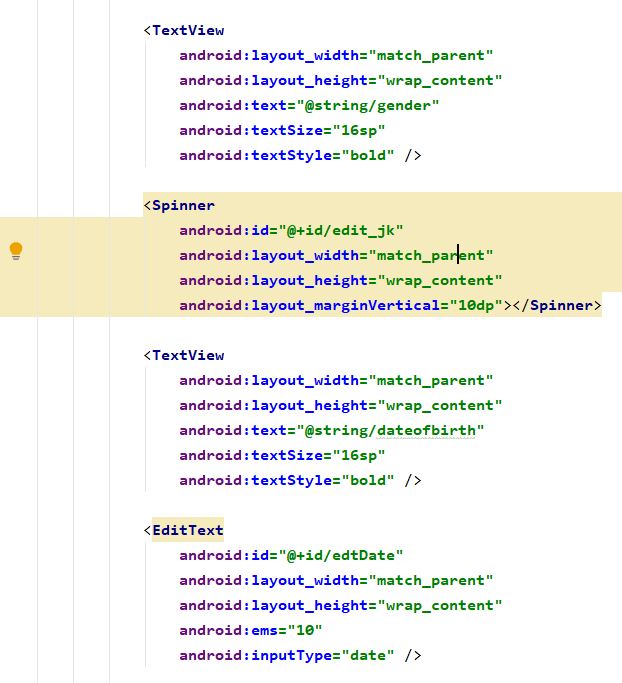 <TextView
android:layout_width="match_parent"
android:layout_height="wrap_content"
android:text="@string/gender"
android:textSize="16sp"
android:textStyle="bold" />
<Spinner
android:id="@+id/edit_jk"
android:layout_width="match_parent"
android:layout_height="wrap_content"
android:layout_marginVertical="10dp"></Spinner>
<TextView
android:layout_width="match_parent"
android:layout_height="wrap_content"
android:text="@string/dateofbirth"
android:textSize="16sp"
android:textStyle="bold" />
<EditText
android:id="@+id/edtDate"
android:layout_width="match_parent"
android:layout_height="wrap_content"
android:ems="10"
android:inputType="date" />